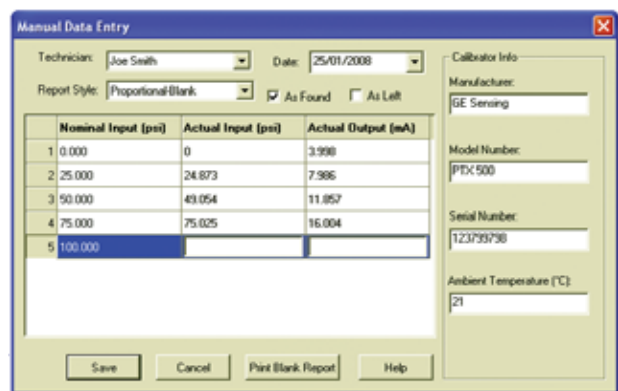 Manual Data Entry
Technician: Joe Smith Date: 25/01/2008
Report Style: Proportional-Blank As Found As Left
Nominal Input (psi) Actual Input (psi) Actual Output (mA)
1 0.000 0 3.998
2 25.000 24.873 7.986
3 50.000 49.054 11.857
4 75.000 75.025 16.004
5 100.000
Save Cancel Print Blank Report Help
Calibrator Info
Manufacturer:
GE Sensing
Model Number:
PTX 500
Serial Number:
123799798
Ambient Temperature (°C):
21